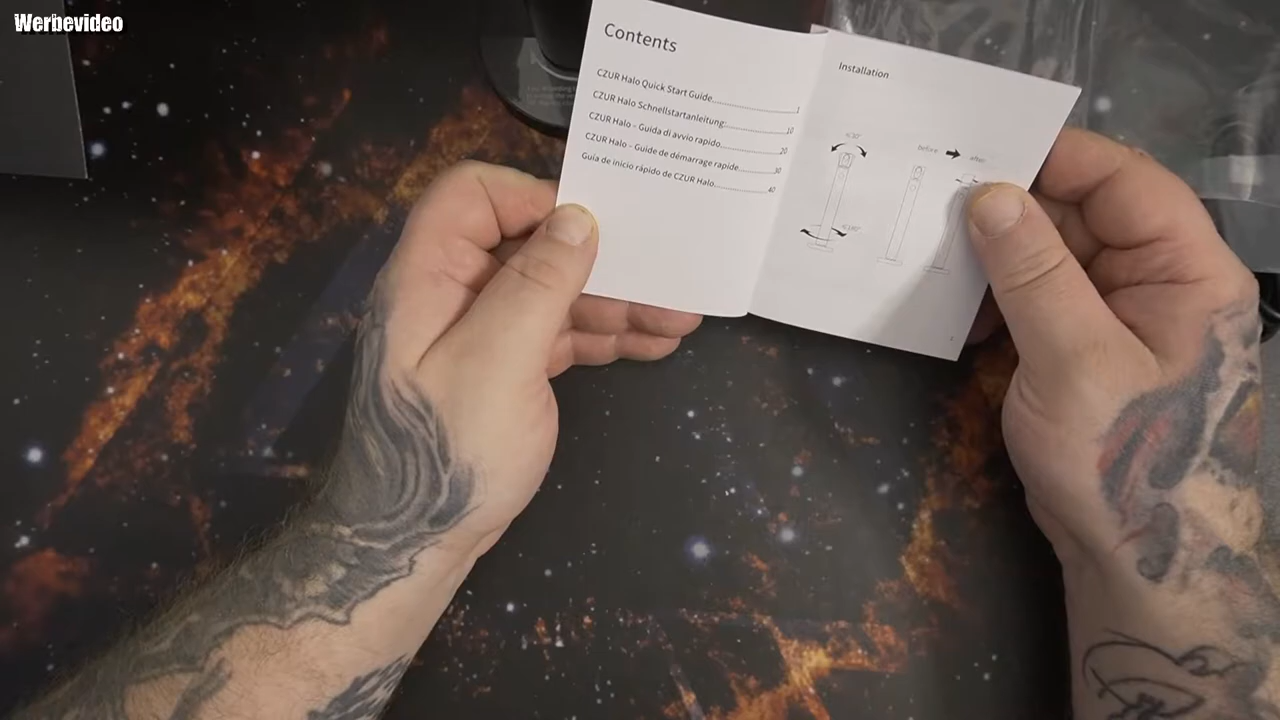 Werbevideo
Contents
CZUR Halo Quick Start Guide 1
CZUR Halo Schnellstartanleitung: 10
CZUR Halo - Guida di avvio rapido 20
CZUR Halo - Guide de démarrage rapide 30
Guía de inicio rápido de CZUR Halo 40
Installation
before
after